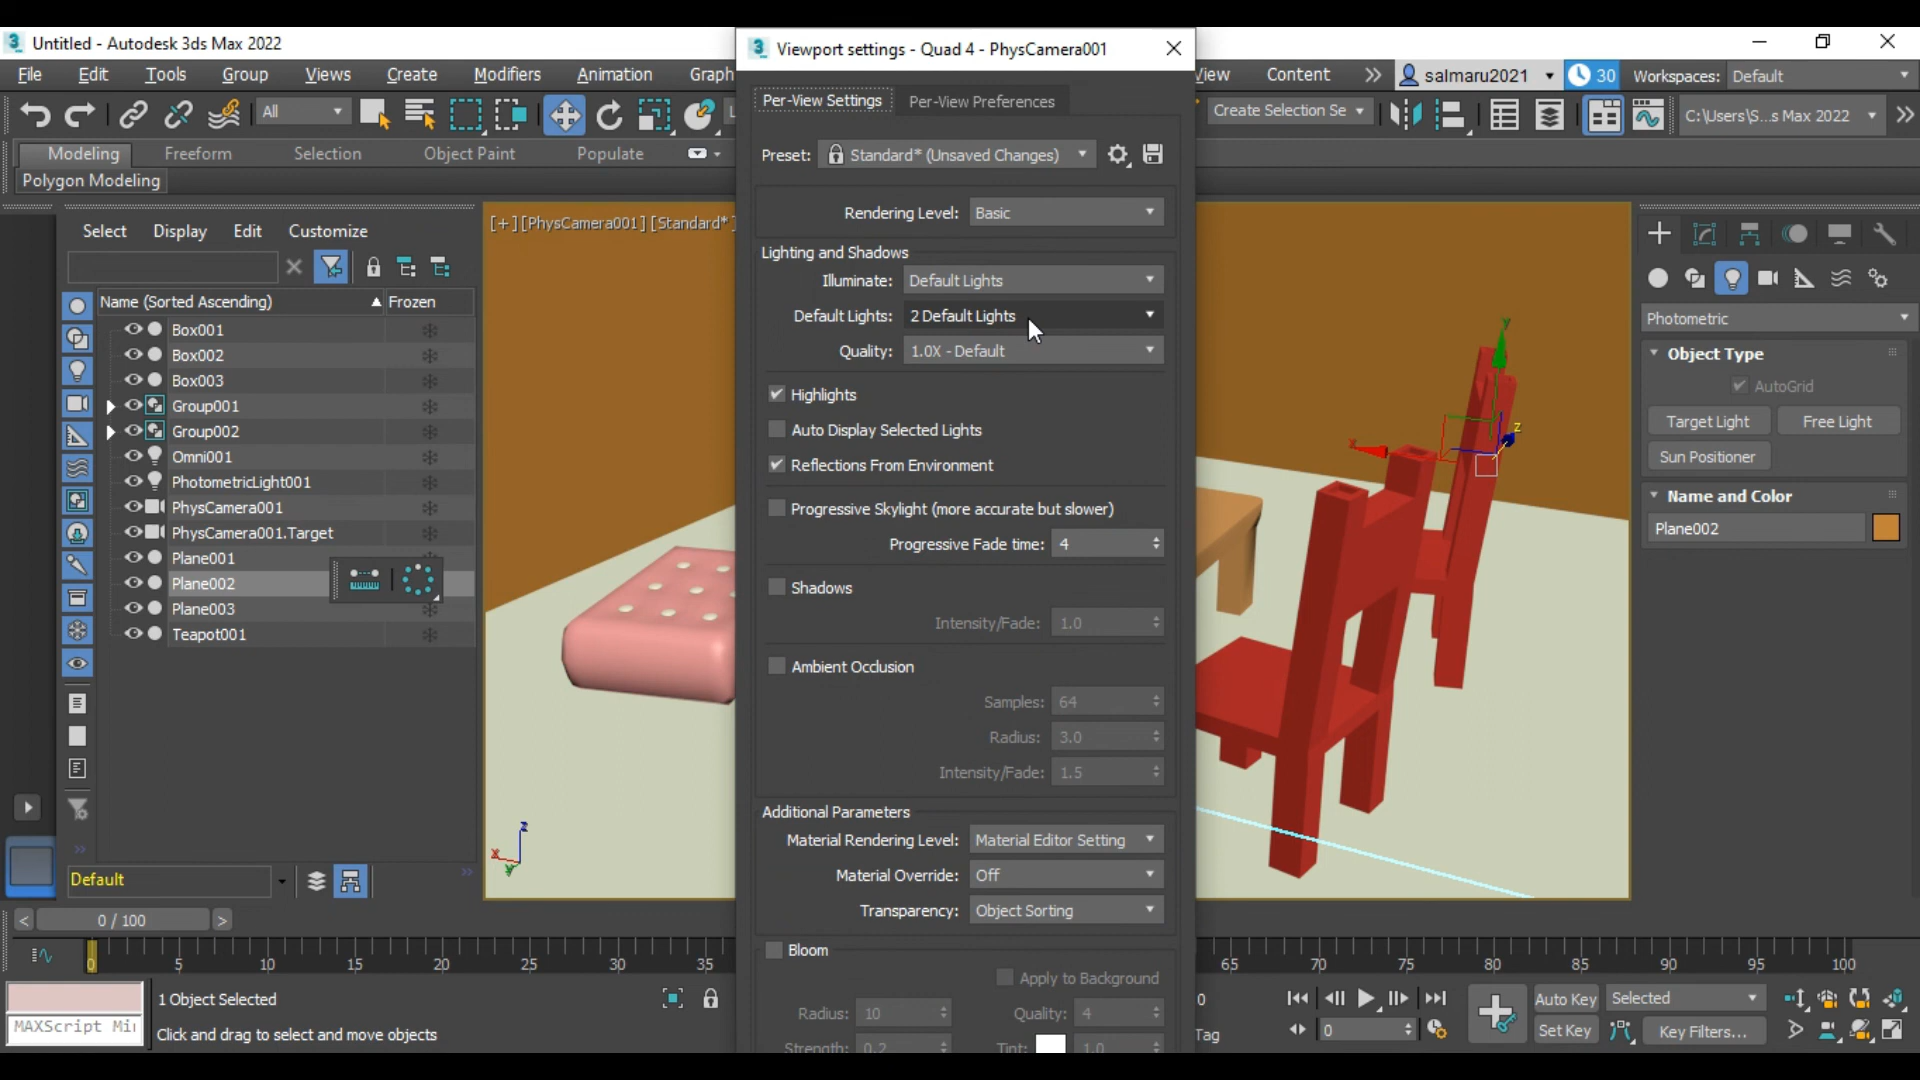 Untitled - Autodesk 3ds Max 2022
Viewport settings - Quad 4 - PhysCamera001
File Edit Tools Group Views Create Modifiers Animation Graph
View Content salmaru2021 30 Workspaces: Default
All
Create Selection Se
C:\Users\S...s Max 2022
Modeling Freeform Selection Object Paint Populate
Polygon Modeling
Per-View Settings Per-View Preferences
Preset: Standard* (Unsaved Changes)
Rendering Level: Basic
Lighting and Shadows
Illuminate: Default Lights
Default Lights: 2 Default Lights
Quality: 1.0X - Default
Highlights
Auto Display Selected Lights
Reflections From Environment
Progressive Skylight (more accurate but slower)
Progressive Fade time: 4
Shadows
Intensity/Fade: 1.0
Ambient Occlusion
Samples: 64
Radius: 3.0
Intensity/Fade: 1.5
Additional Parameters
Material Rendering Level: Material Editor Setting
Material Override: Off
Transparency: Object Sorting
Bloom
Apply to Background
Radius: 10 Quality: 4
Strength: 0.2 Tint: 1.0
Select Display Edit Customize
Name (Sorted Ascending) Frozen
Box001
Box002
Box003
Group001
Group002
Omni001
PhotometricLight001
PhysCamera001
PhysCamera001.Target
Plane001
Plane002
Plane003
Teapot001
Default
[+] [PhysCamera001] [Standard*]
x y z
z x y
Photometric
Object Type
AutoGrid
Target Light Free Light
Sun Positioner
Name and Color
Plane002
< 0 / 100 >
0 5 10 15 20 25 30 35 65 70 75 80 85 90 95 100
1 Object Selected
MAXScript Mi
Click and drag to select and move objects
0
Tag
Auto Key Selected
0 Set Key Key Filters...